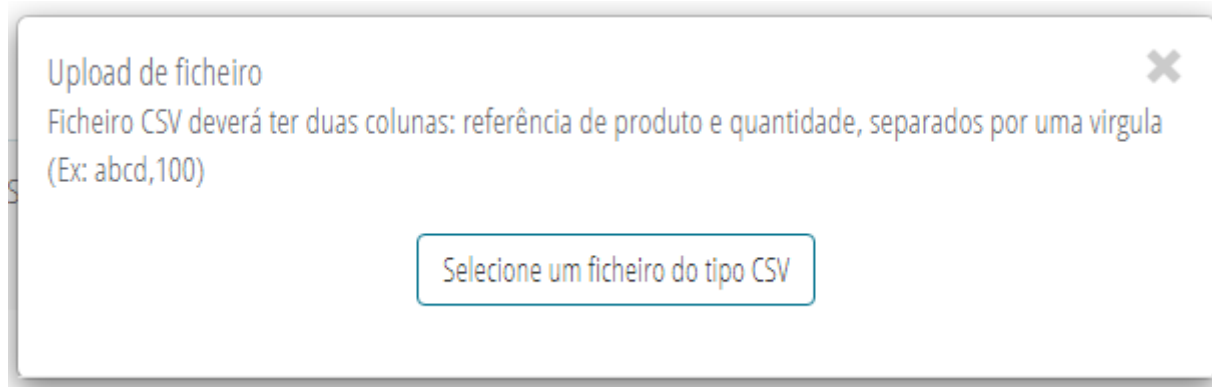 Upload de ficheiro
Ficheiro CSV deverá ter duas colunas: referência de produto e quantidade, separados por uma virgula
(Ex: abcd,100)
Selecione um ficheiro do tipo CSV